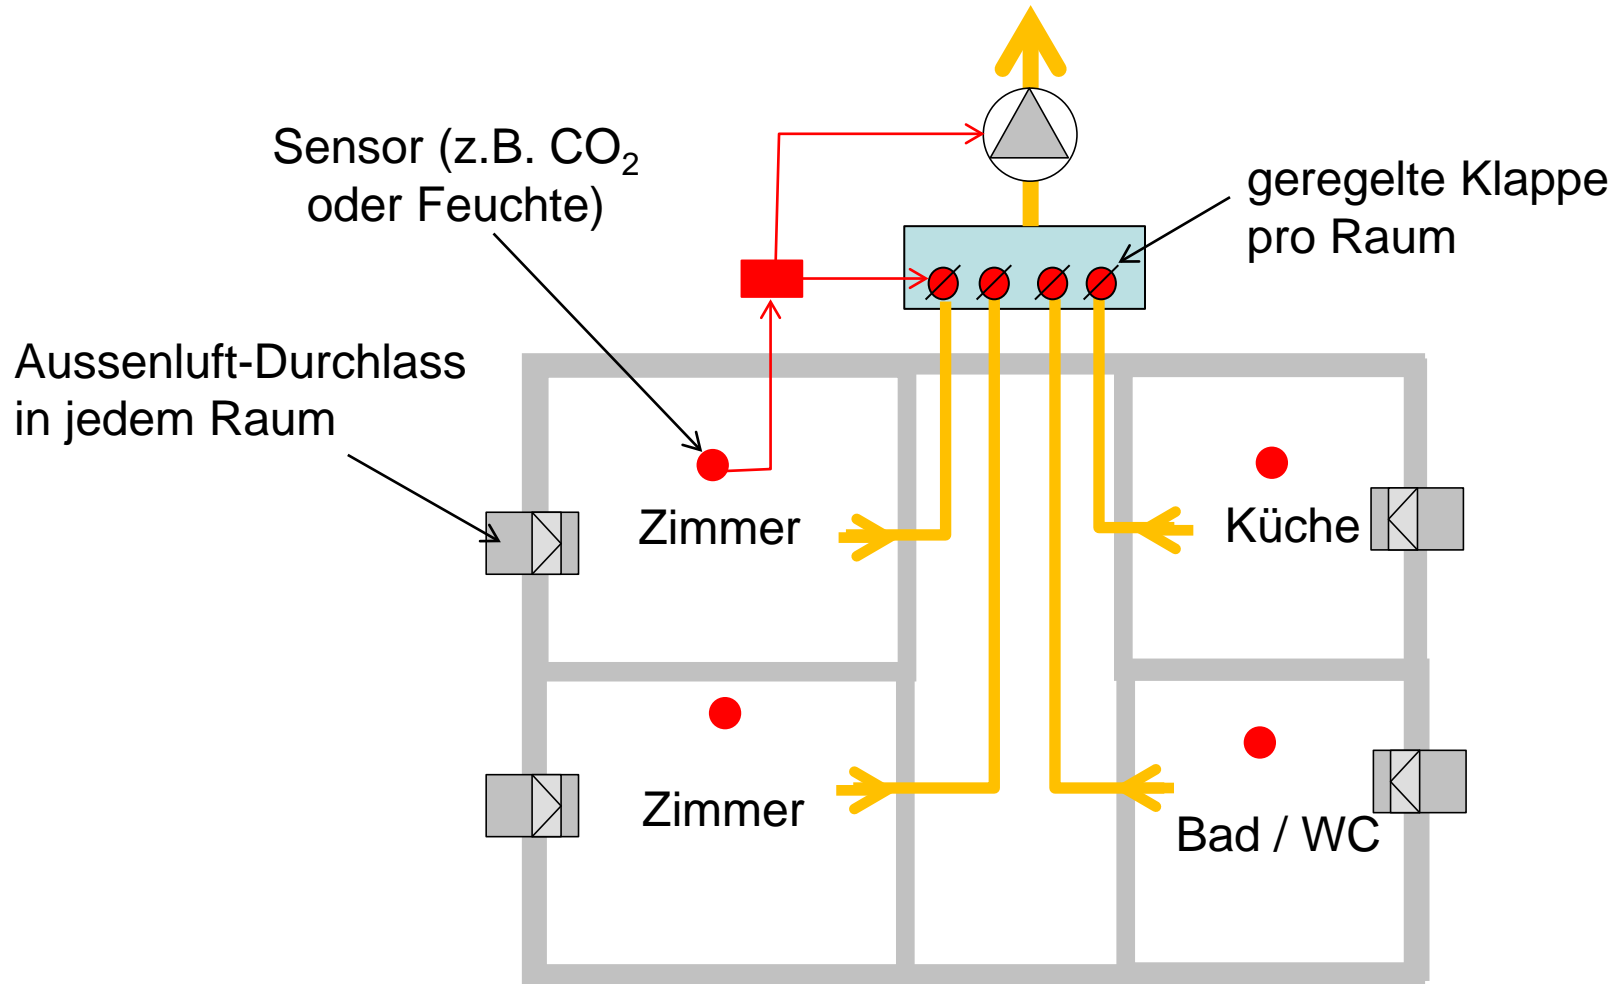 Sensor (z.B. CO₂
oder Feuchte)
geregelte Klappe
pro Raum
Aussenluft-Durchlass
in jedem Raum
Zimmer
Küche
Zimmer
Bad / WC